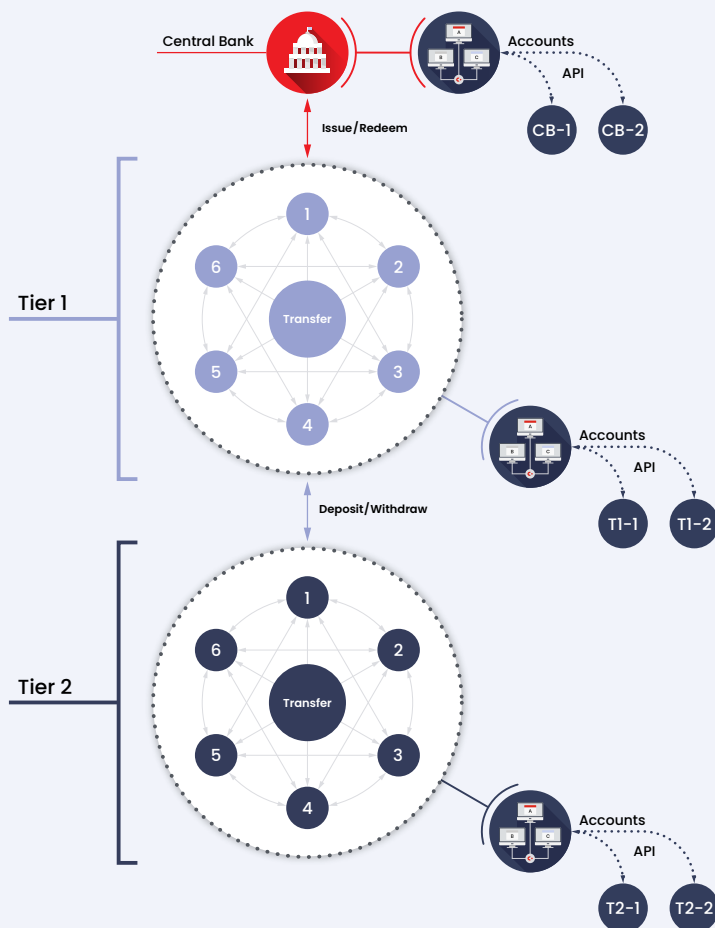 Central Bank
A
B
C
Accounts
API
CB-1
CB-2
Issue/Redeem
1
6
2
Transfer
5
3
4
Tier 1
A
B
C
Accounts
API
T1-1
T1-2
Deposit/Withdraw
1
6
2
Tier 2
Transfer
5
3
4
A
B
C
Accounts
API
T2-1
T2-2